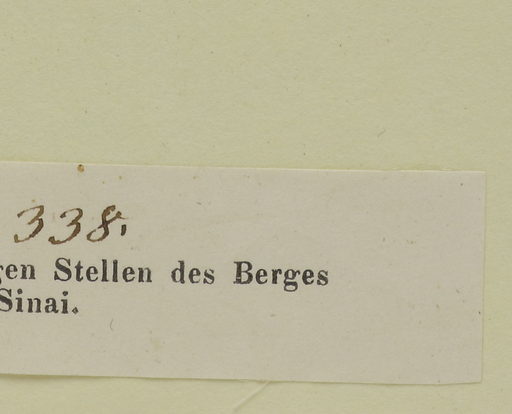 338.
gen Stellen des Berges
Sinai.